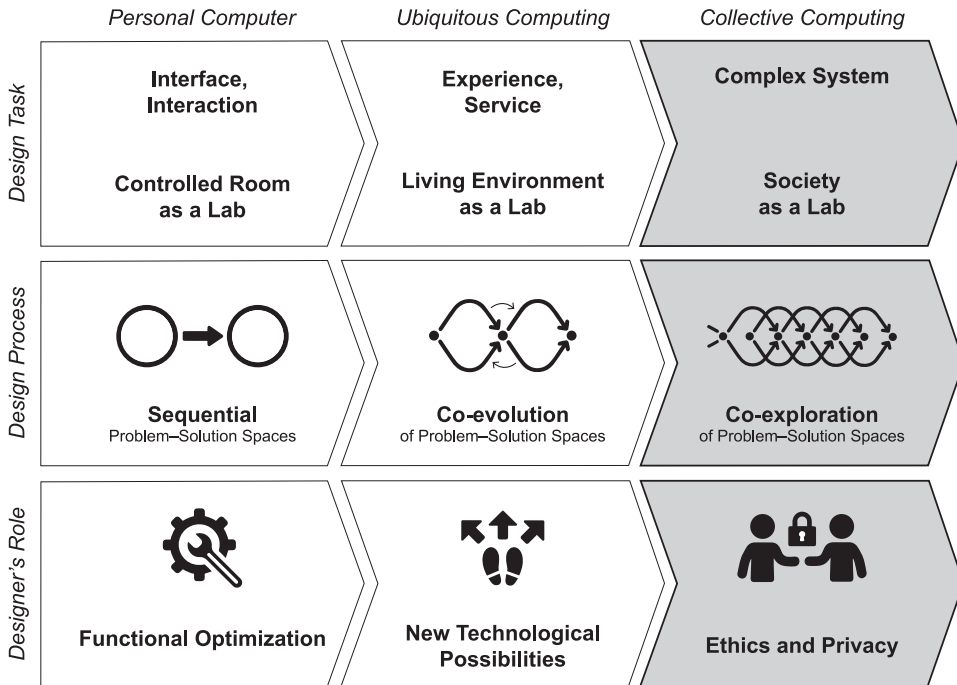 Personal Computer
Ubiquitous Computing
Collective Computing
Design Task
Interface,
Interaction
Controlled Room
as a Lab
Experience,
Service
Living Environment
as a Lab
Complex System
Society
as a Lab
Design Process
Sequential
Problem–Solution Spaces
Co-evolution
of Problem–Solution Spaces
Co-exploration
of Problem–Solution Spaces
Designer's Role
Functional Optimization
New Technological
Possibilities
Ethics and Privacy